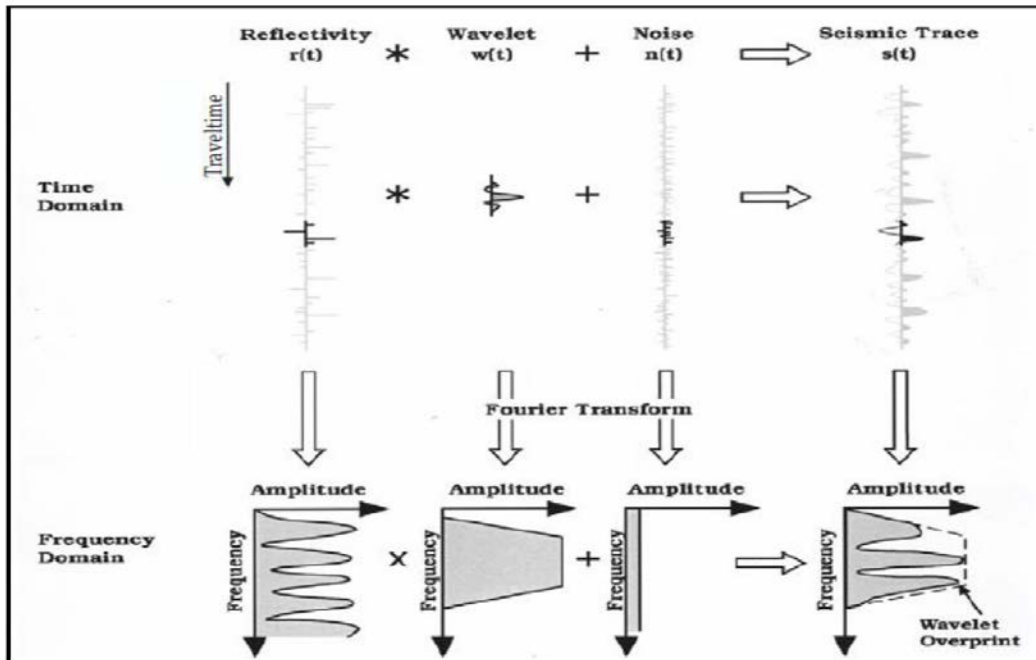 Reflectivity Wavelet Noise Seismic Trace
r(t) * w(t) + n(t) s(t)
Traveltime
Time
Domain
* +
Fourier Transform
Amplitude Amplitude Amplitude Amplitude
Frequency
Domain
Frequency Frequency Frequency Frequency
x +
Wavelet
Overprint